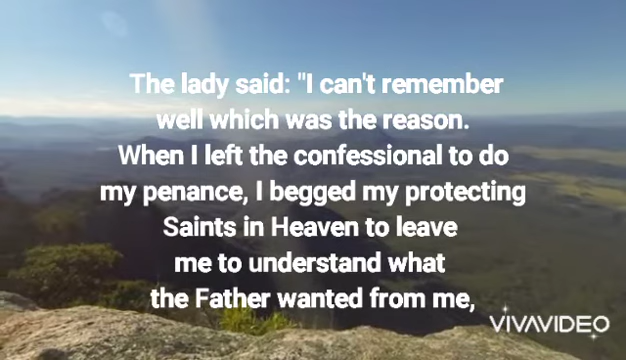 The lady said: "I can't remember
well which was the reason.
When I left the confessional to do
my penance, I begged my protecting
Saints in Heaven to leave
me to understand what
the Father wanted from me,
VIVAVIDEO